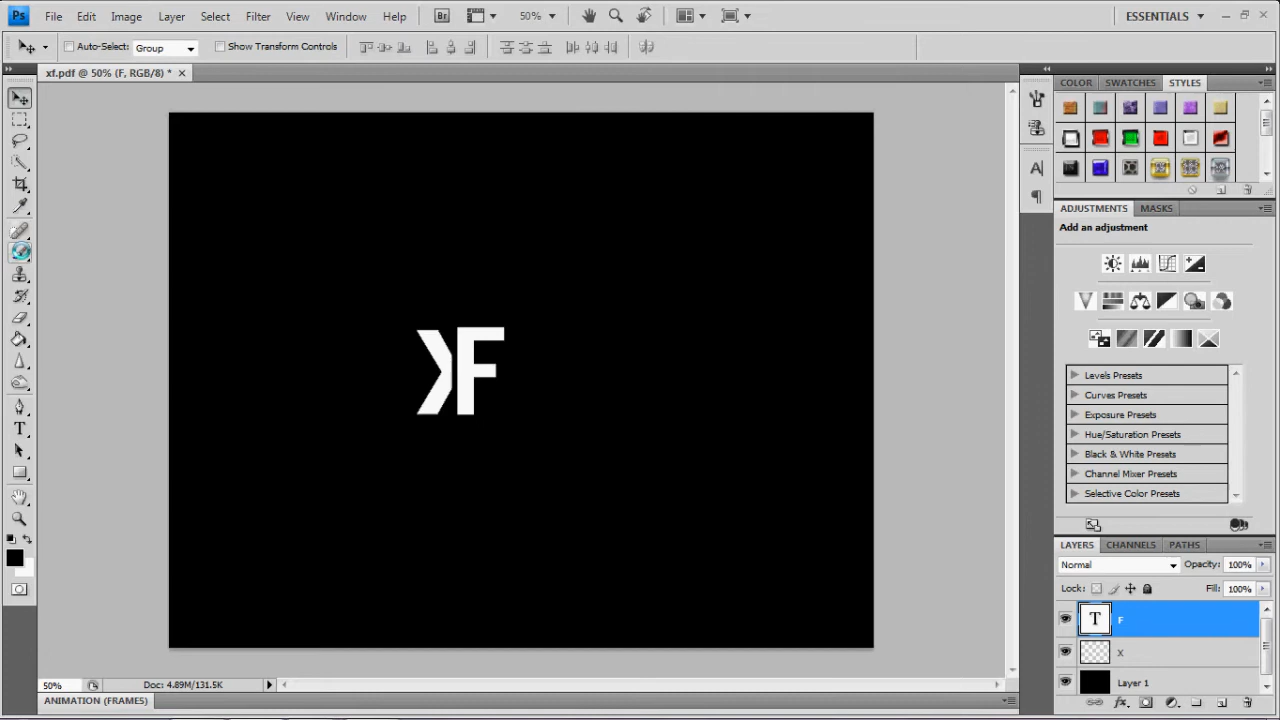 Ps File Edit Image Layer Select Filter View Window Help Br 50% ESSENTIALS
Auto-Select: Group Show Transform Controls
xf.pdf @ 50% (F, RGB/8) *
COLOR SWATCHES STYLES
A
ADJUSTMENTS MASKS
Add an adjustment
F
T
Levels Presets
Curves Presets
Exposure Presets
Hue/Saturation Presets
Black & White Presets
Channel Mixer Presets
Selective Color Presets
LAYERS CHANNELS PATHS
Normal Opacity: 100%
Lock: Fill: 100%
T F
X
Layer 1
50% Doc: 4.89M/131.5K
ANIMATION (FRAMES)